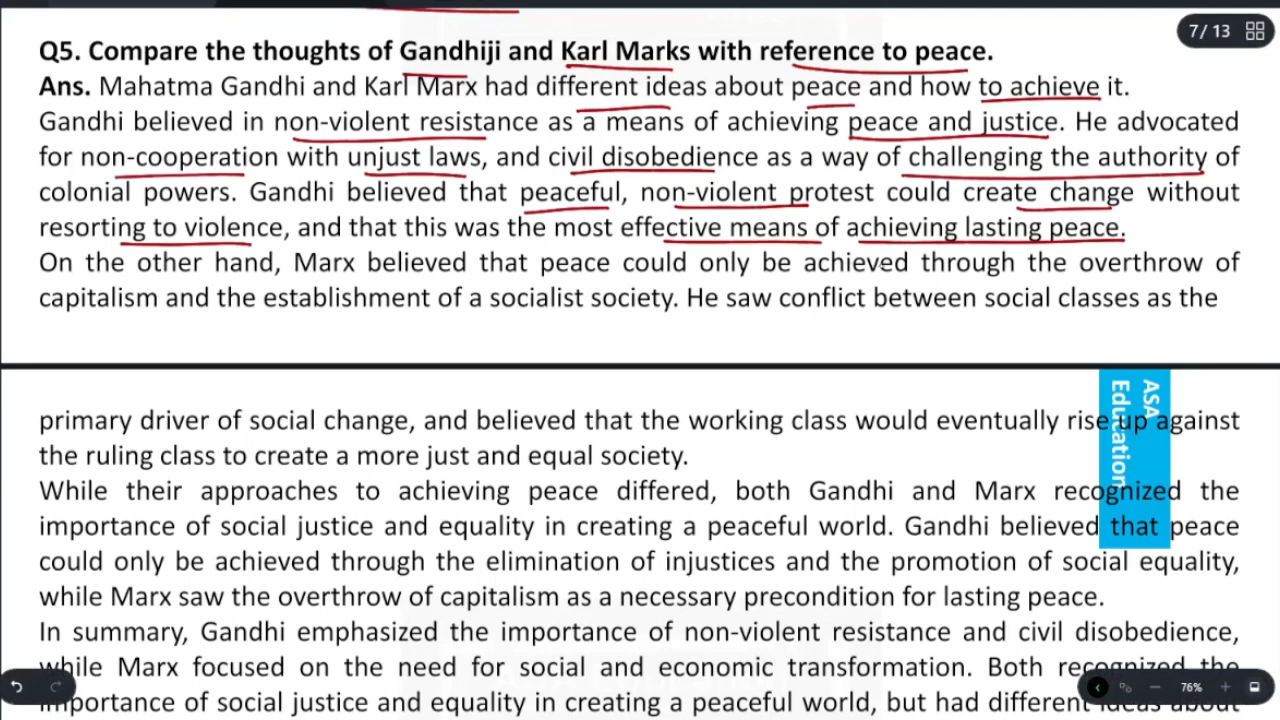 7 / 13
Q5. Compare the thoughts of Gandhiji and Karl Marks with reference to peace.
Ans. Mahatma Gandhi and Karl Marx had different ideas about peace and how to achieve it.
Gandhi believed in non-violent resistance as a means of achieving peace and justice. He advocated
for non-cooperation with unjust laws, and civil disobedience as a way of challenging the authority of
colonial powers. Gandhi believed that peaceful, non-violent protest could create change without
resorting to violence, and that this was the most effective means of achieving lasting peace.
On the other hand, Marx believed that peace could only be achieved through the overthrow of
capitalism and the establishment of a socialist society. He saw conflict between social classes as the
ASA
Education
primary driver of social change, and believed that the working class would eventually rise up against
the ruling class to create a more just and equal society.
While their approaches to achieving peace differed, both Gandhi and Marx recognized the
importance of social justice and equality in creating a peaceful world. Gandhi believed that peace
could only be achieved through the elimination of injustices and the promotion of social equality,
while Marx saw the overthrow of capitalism as a necessary precondition for lasting peace.
In summary, Gandhi emphasized the importance of non-violent resistance and civil disobedience,
while Marx focused on the need for social and economic transformation. Both recognized the
importance of social justice and equality in creating a peaceful world, but had different ideas about
76%